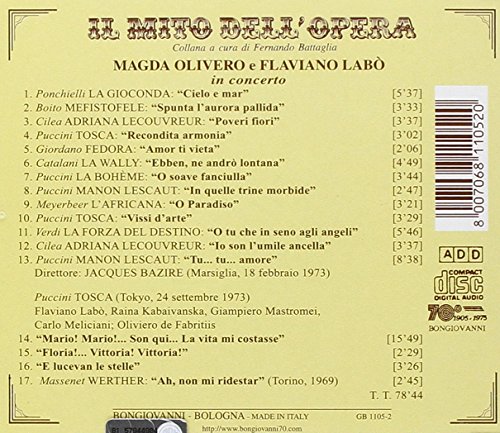 IL MITO DELL'OPERA
Collana a cura di Fernando Battaglia
MAGDA OLIVERO e FLAVIANO LABÒ
in concerto
1. Ponchielli LA GIOCONDA: “Cielo e mar” [5'37]
2. Boito MEFISTOFELE: “Spunta l'aurora pallida” [3'33]
3. Cilea ADRIANA LECOUVREUR: “Poveri fiori” [3'37]
4. Puccini TOSCA: “Recondita armonia” [3'02]
5. Giordano FEDORA: “Amor ti vieta” [2'06]
6. Catalani LA WALLY: “Ebben, ne andrò lontana” [4'49]
7. Puccini LA BOHÈME: “O soave fanciulla” [3'44]
8. Puccini MANON LESCAUT: “In quelle trine morbide” [2'47]
9. Meyerbeer L'AFRICANA: “O Paradiso” [3'21]
10. Puccini TOSCA: “Vissi d'arte” [3'29]
11. Verdi LA FORZA DEL DESTINO: “O tu che in seno agli angeli” [5'46]
12. Cilea ADRIANA LECOUVREUR: “Io son l'umile ancella” [3'37]
13. Puccini MANON LESCAUT: “Tu... tu... amore” [8'38]
Direttore: JACQUES BAZIRE (Marsiglia, 18 febbraio 1973)
Puccini TOSCA (Tokyo, 24 settembre 1973)
Flaviano Labò, Raina Kabaivanska, Giampiero Mastromei,
Carlo Meliciani; Oliviero de Fabritiis
14. “Mario! Mario!... Son qui... La vita mi costasse” [15'49]
15. “Floria!... Vittoria! Vittoria!” [2'29]
16. “E lucevan le stelle” [3'26]
17. Massenet WERTHER: “Ah, non mi ridestar” (Torino, 1969) [2'45]
T. T. 78'44
BONGIOVANNI - BOLOGNA - MADE IN ITALY GB 1105-2
http://www.bongiovanni70.com
8 007068 110520
ADD
COMPACT
disc
DIGITAL AUDIO
70°
1905-1975
BONGIOVANNI